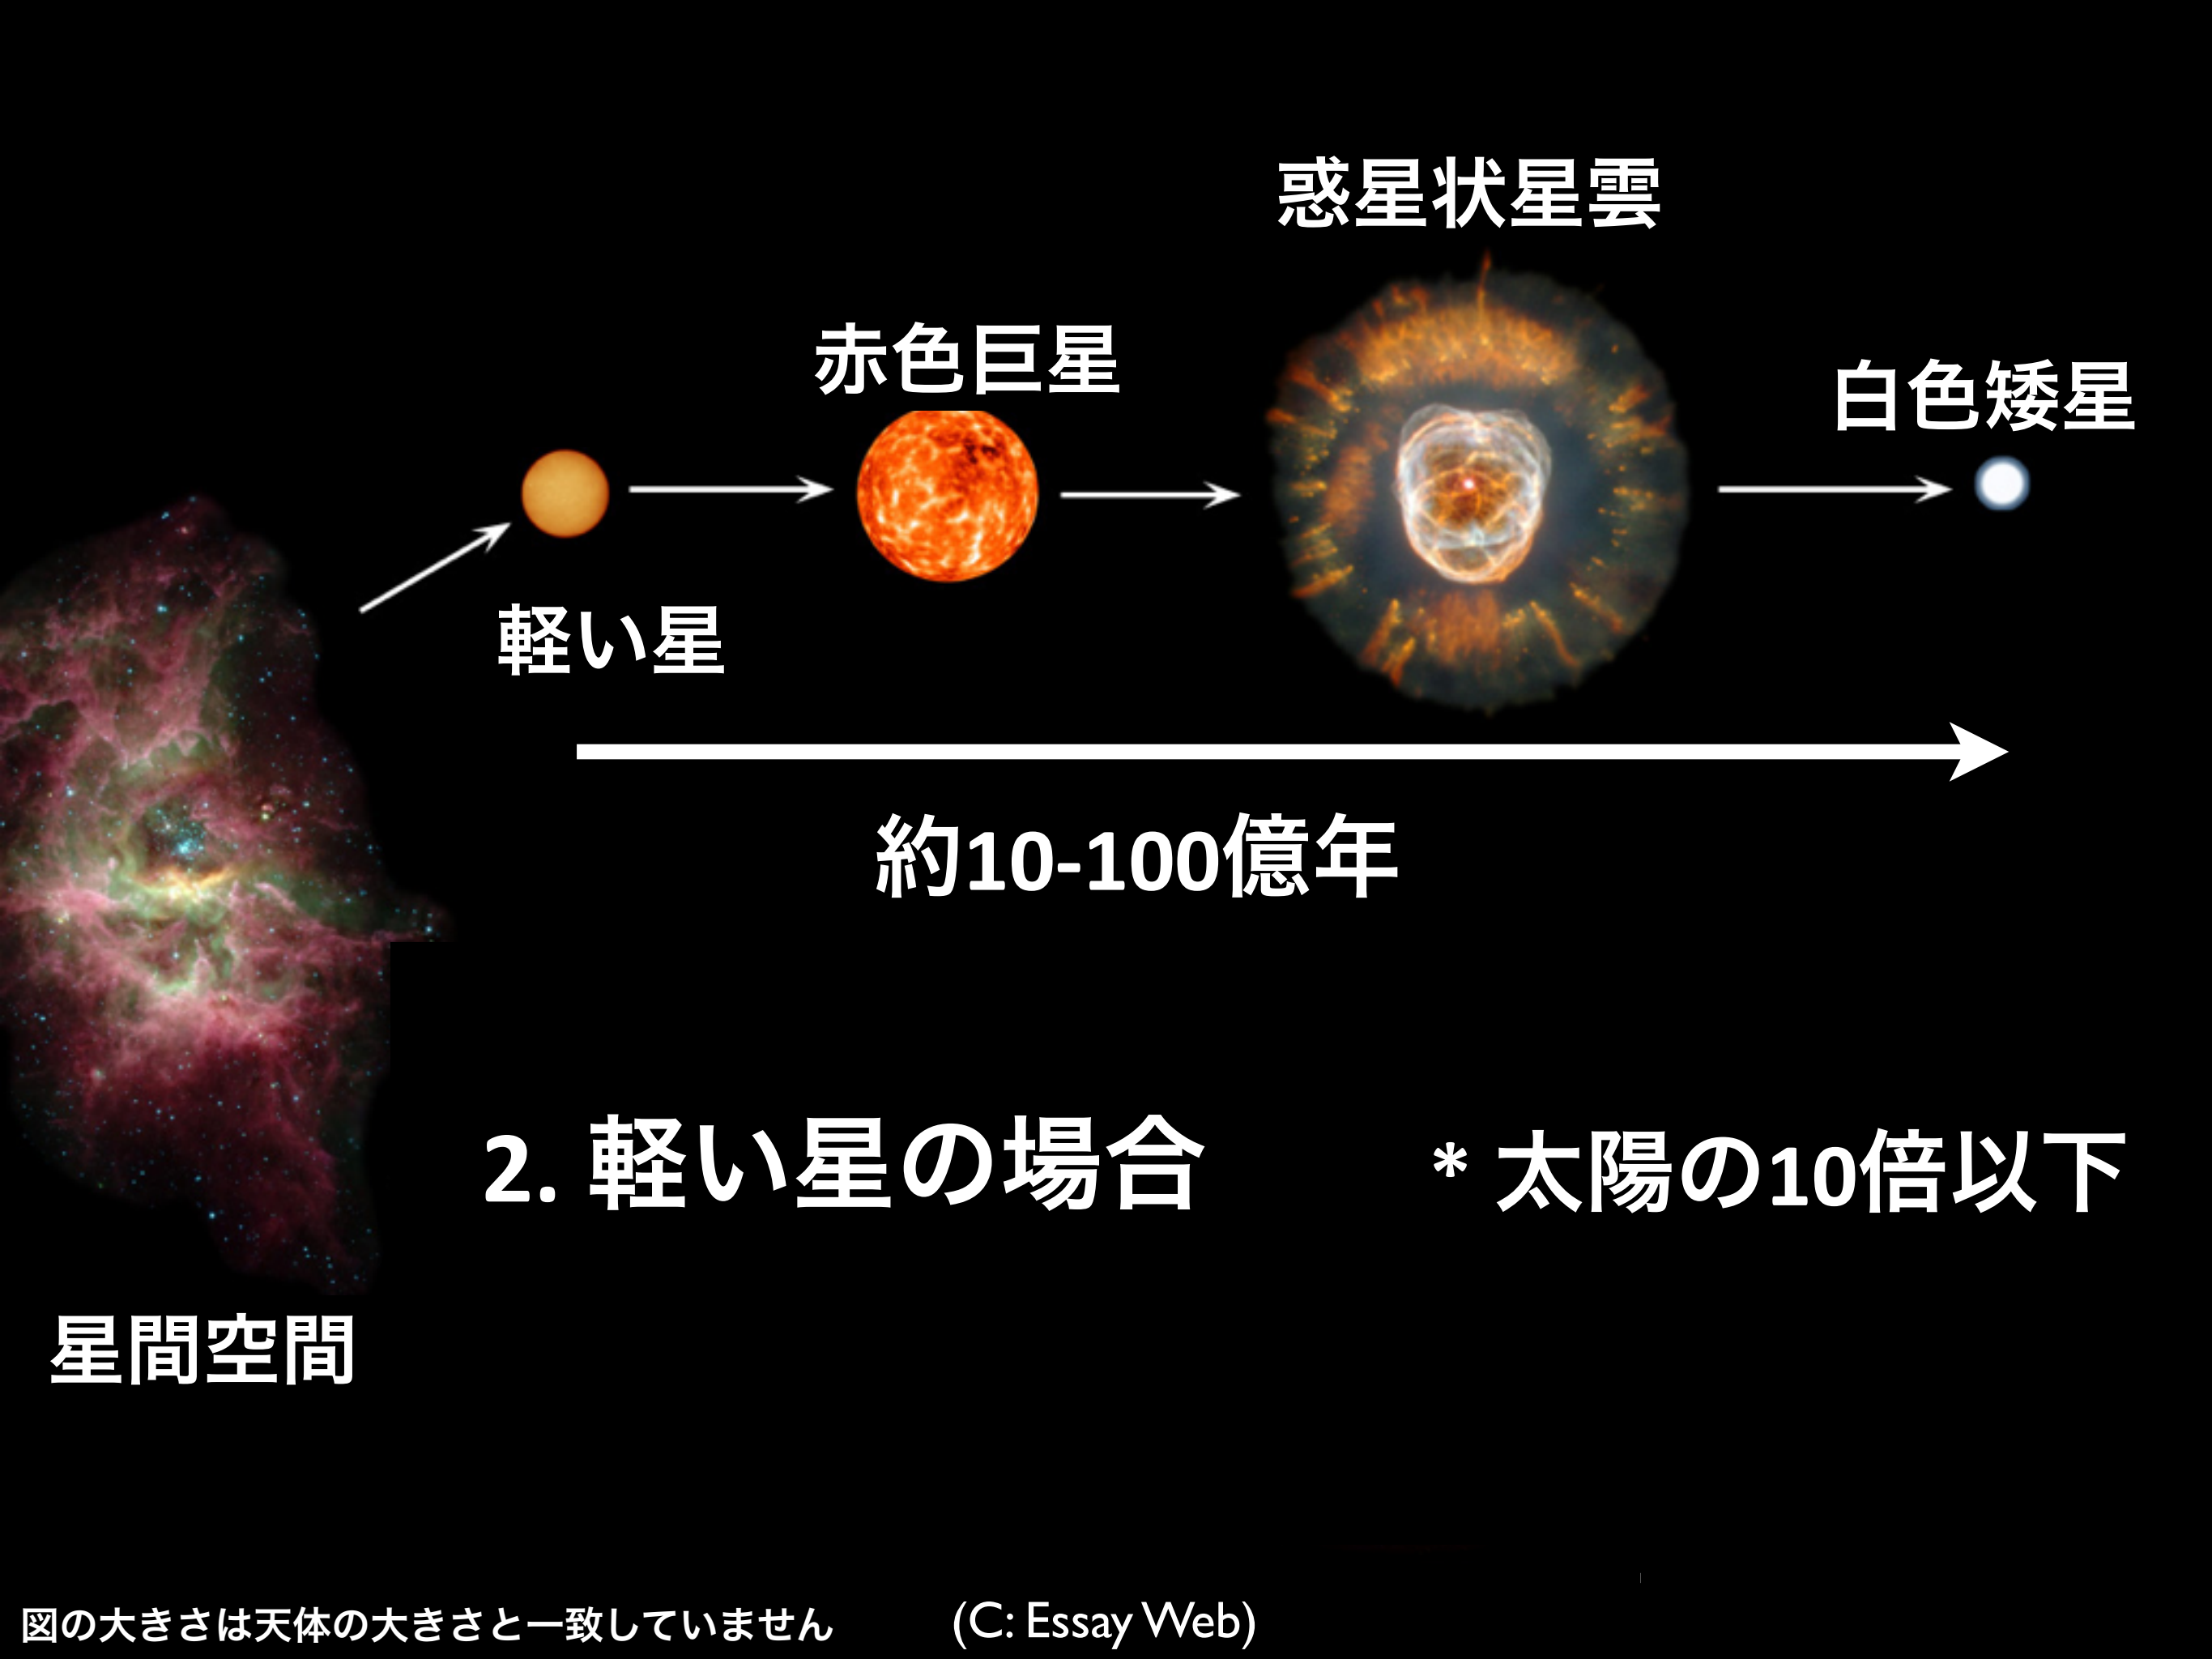 惑星状星雲
赤色巨星
白色矮星
軽い星
約10-100億年
2. 軽い星の場合
* 太陽の10倍以下
星間空間
図の大きさは天体の大きさと一致していません
(C: Essay Web)